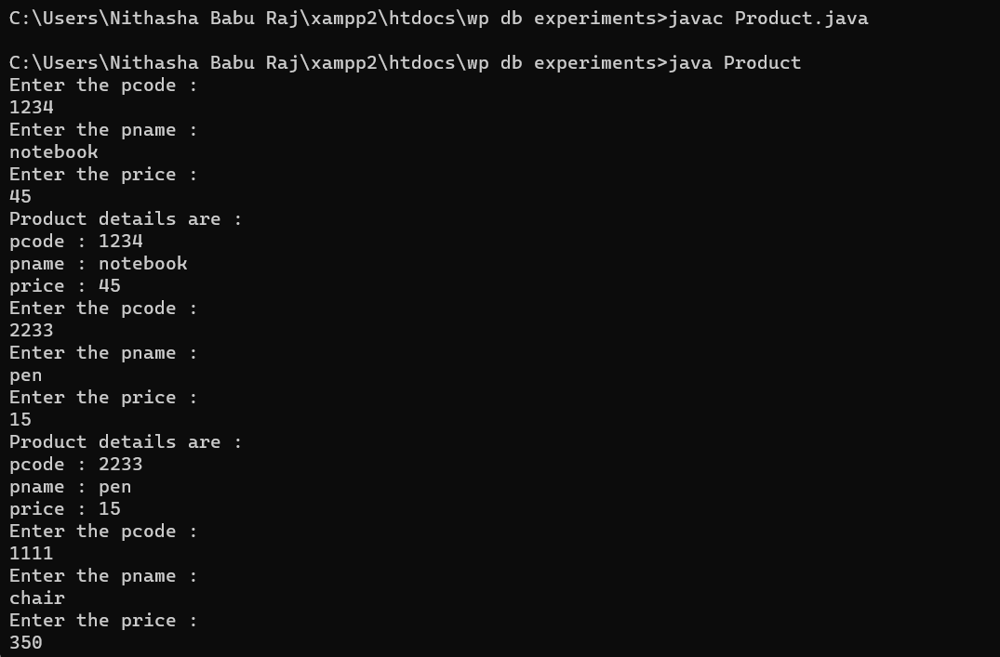 C:\Users\Nithasha Babu Raj\xampp2\htdocs\wp db experiments>javac Product.java
C:\Users\Nithasha Babu Raj\xampp2\htdocs\wp db experiments>java Product
Enter the pcode :
1234
Enter the pname :
notebook
Enter the price :
45
Product details are :
pcode : 1234
pname : notebook
price : 45
Enter the pcode :
2233
Enter the pname :
pen
Enter the price :
15
Product details are :
pcode : 2233
pname : pen
price : 15
Enter the pcode :
1111
Enter the pname :
chair
Enter the price :
350